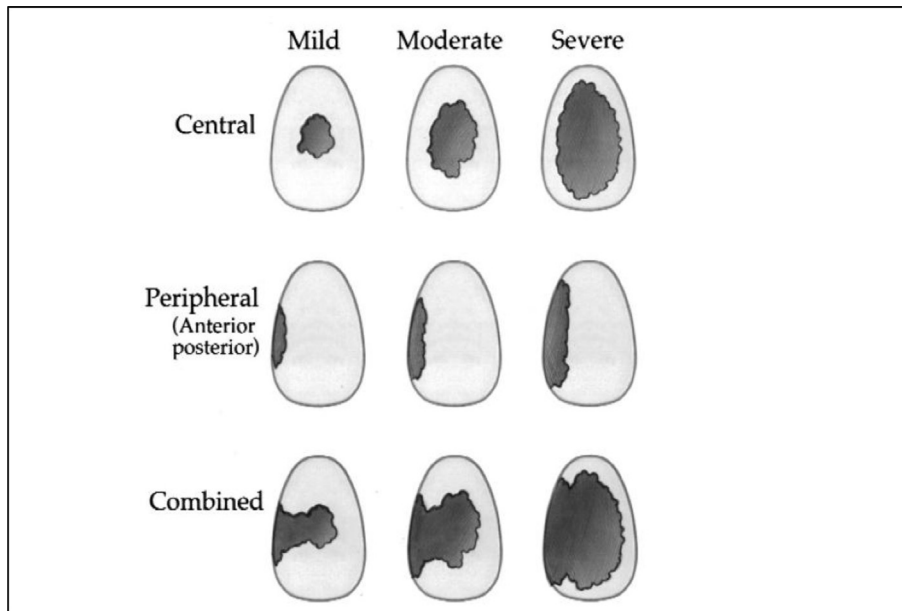 Mild Moderate Severe
Central
Peripheral
(Anterior
posterior)
Combined